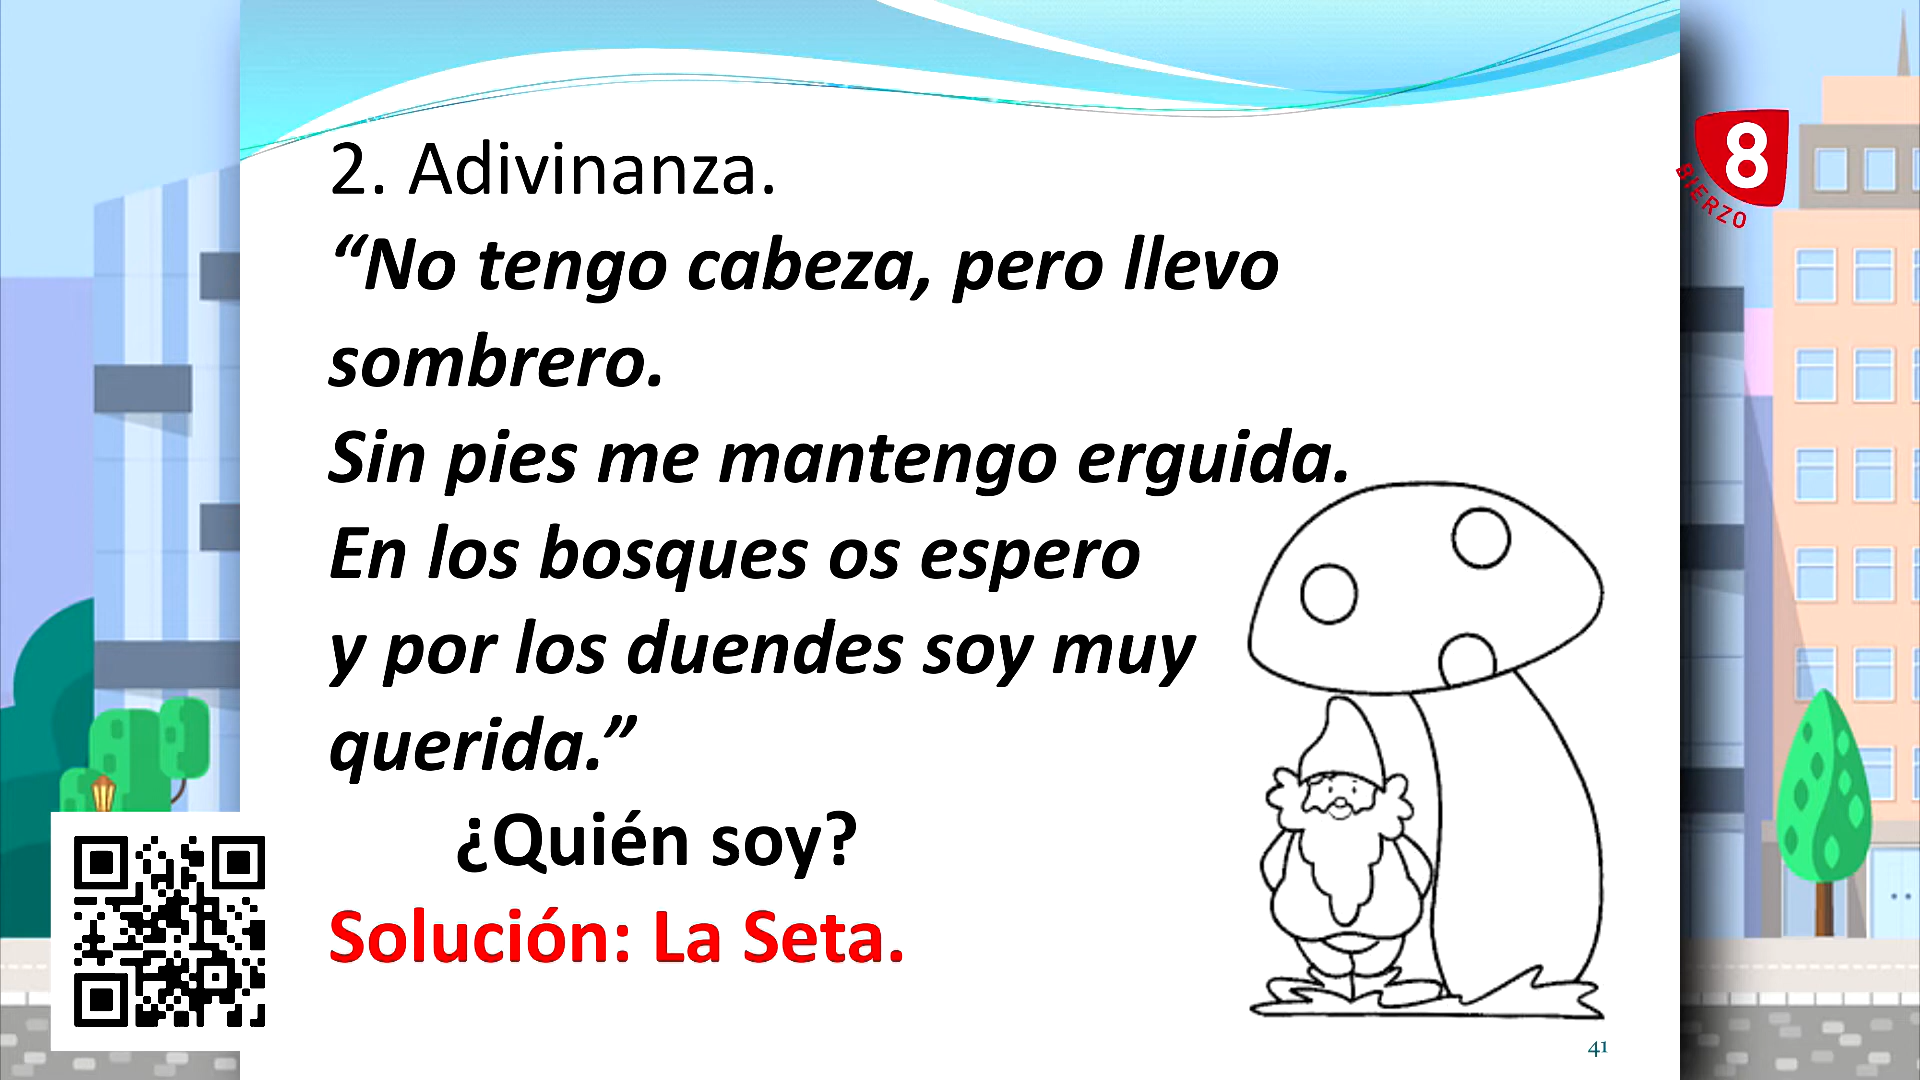 2. Adivinanza.
“No tengo cabeza, pero llevo
sombrero.
Sin pies me mantengo erguida.
En los bosques os espero
y por los duendes soy muy
querida.”
¿Quién soy?
Solución: La Seta.
41
8
BIERZO